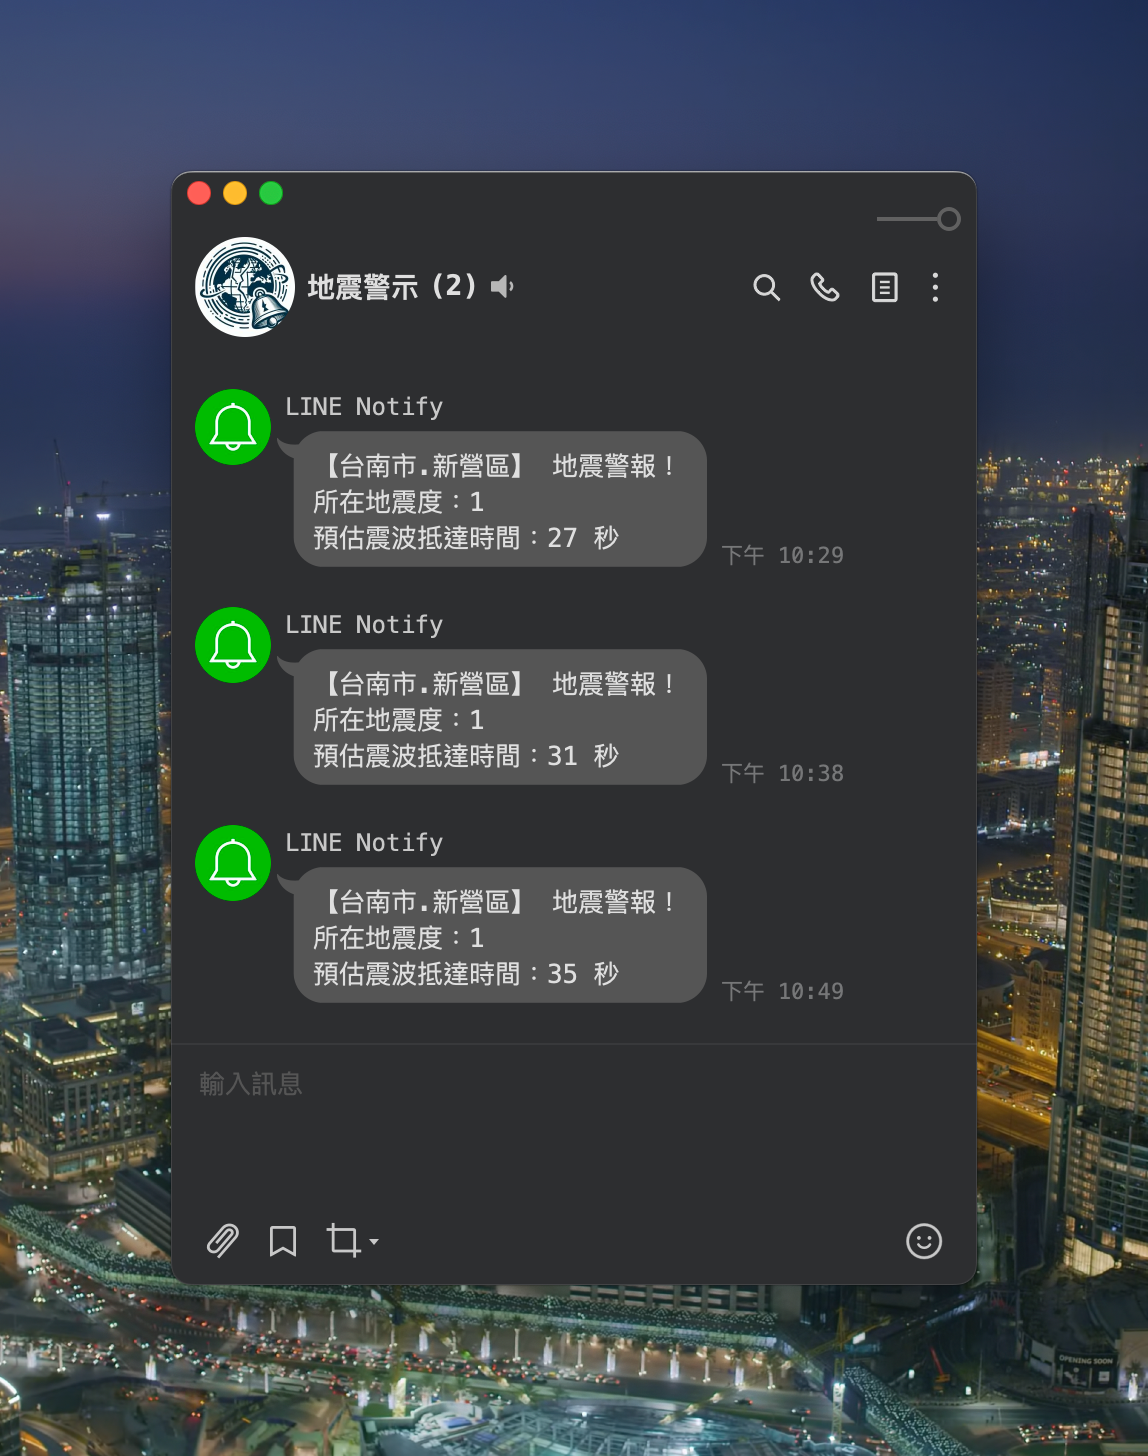 地震警示 (2)
LINE Notify
【台南市.新營區】 地震警報！
所在地震度：1
預估震波抵達時間：27 秒
下午 10:29
LINE Notify
【台南市.新營區】 地震警報！
所在地震度：1
預估震波抵達時間：31 秒
下午 10:38
LINE Notify
【台南市.新營區】 地震警報！
所在地震度：1
預估震波抵達時間：35 秒
下午 10:49
輸入訊息
OPENING SOON